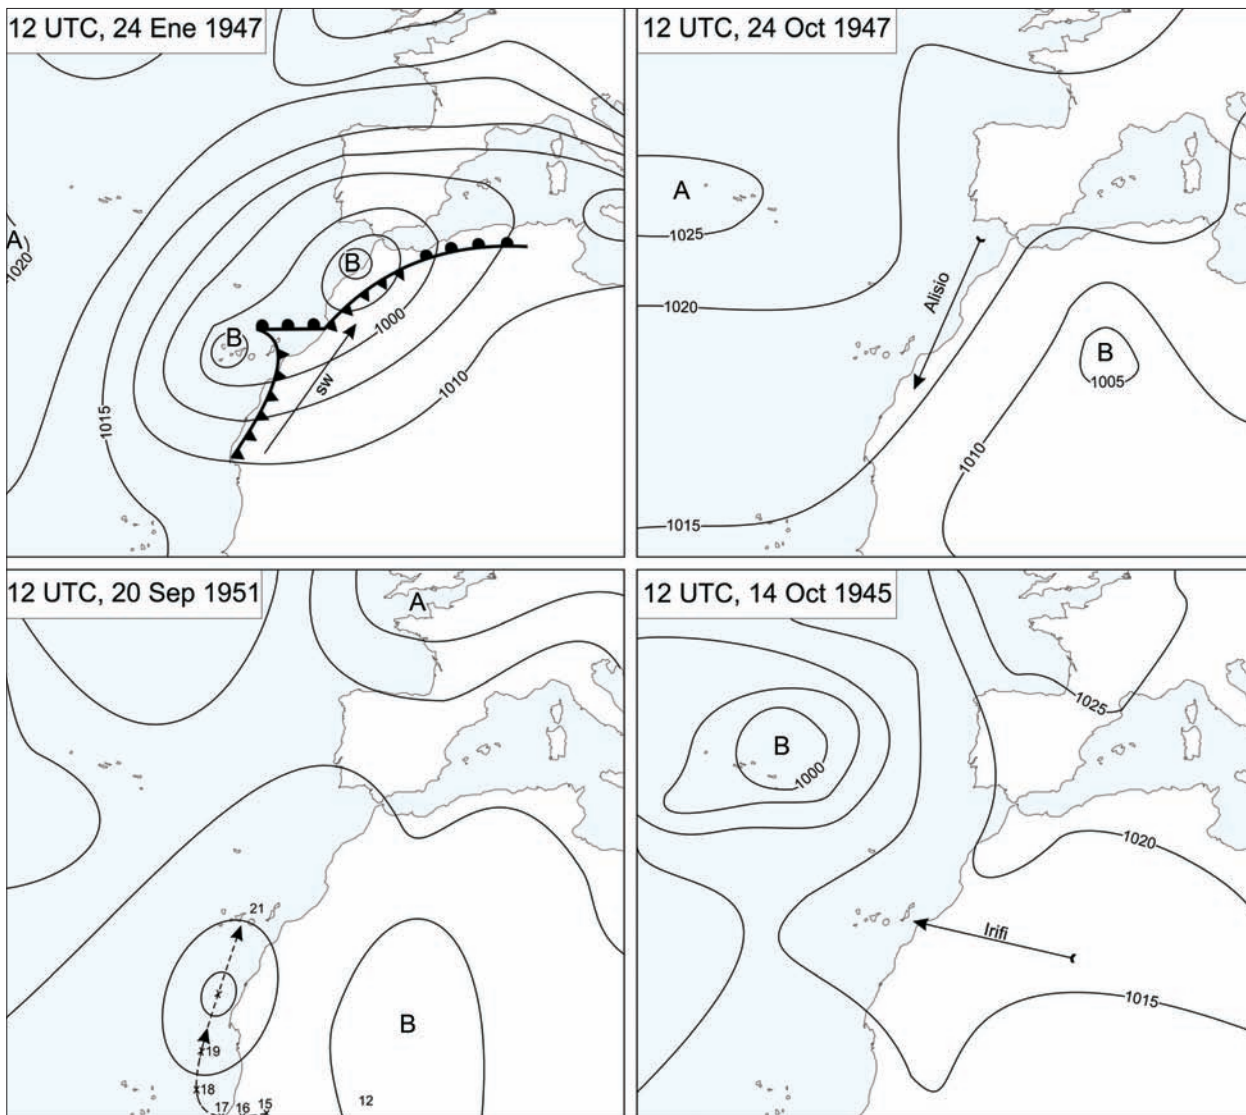 12 UTC, 24 Ene 1947
A
1020
1015
B
B
1000
1010
sw
12 UTC, 24 Oct 1947
A
1025
1020
Alisio
B
1005
1010
1015
12 UTC, 20 Sep 1951
A
21
B
19
18
17 16 15
12
12 UTC, 14 Oct 1945
1025
B
1000
1020
Irifi
1015